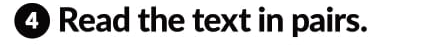 4 Read the text in pairs.